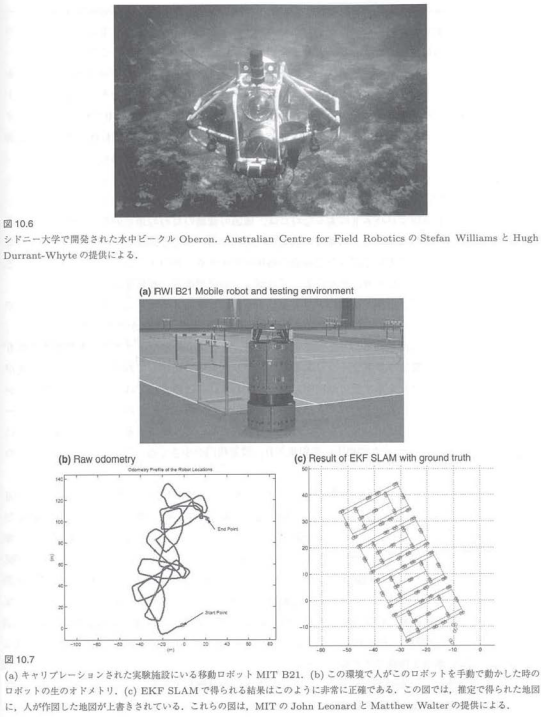 図 10.6
シドニー大学で開発された水中ビークル Oberon. Australian Centre for Field Robotics の Stefan Williams と Hugh
Durrant-Whyte の提供による.
(a) RWI B21 Mobile robot and testing environment
(b) Raw odometry
(c) Result of EKF SLAM with ground truth
Odometry Profile of the Robot Locations
140
120
100
80
60
40
20
0
(m)
End Point
Start Point
-100 -80 -60 -40 -20 0 20 40 60 80
(m)
50
40
30
20
10
0
-10
-60 -50 -40 -30 -20 -10 0
図 10.7
(a) キャリブレーションされた実験施設にいる移動ロボット MIT B21. (b) この環境で人がこのロボットを手動で動かした時の
ロボットの生のオドメトリ. (c) EKF SLAM で得られる結果はこのように非常に正確である. この図では, 推定で得られた地図
に, 人が作図した地図が上書きされている. これらの図は, MIT の John Leonard と Matthew Walter の提供による.